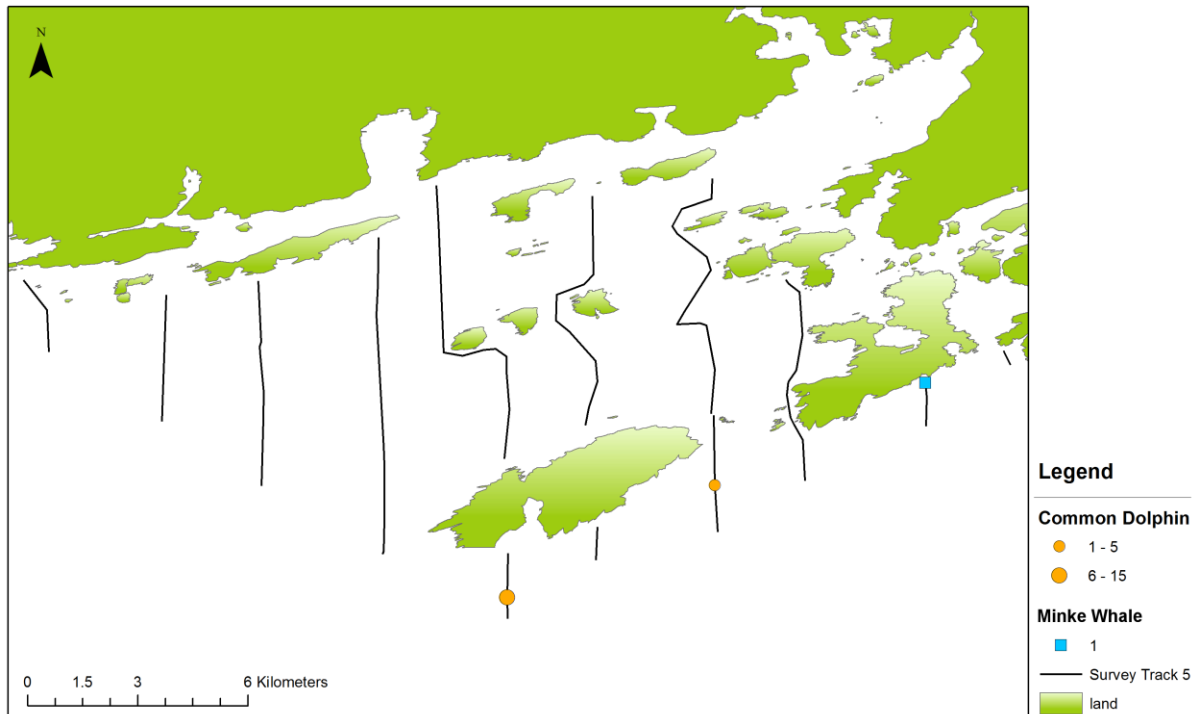 N
0 1.5 3 6 Kilometers
Legend
Common Dolphin
1 - 5
6 - 15
Minke Whale
1
Survey Track 5
land